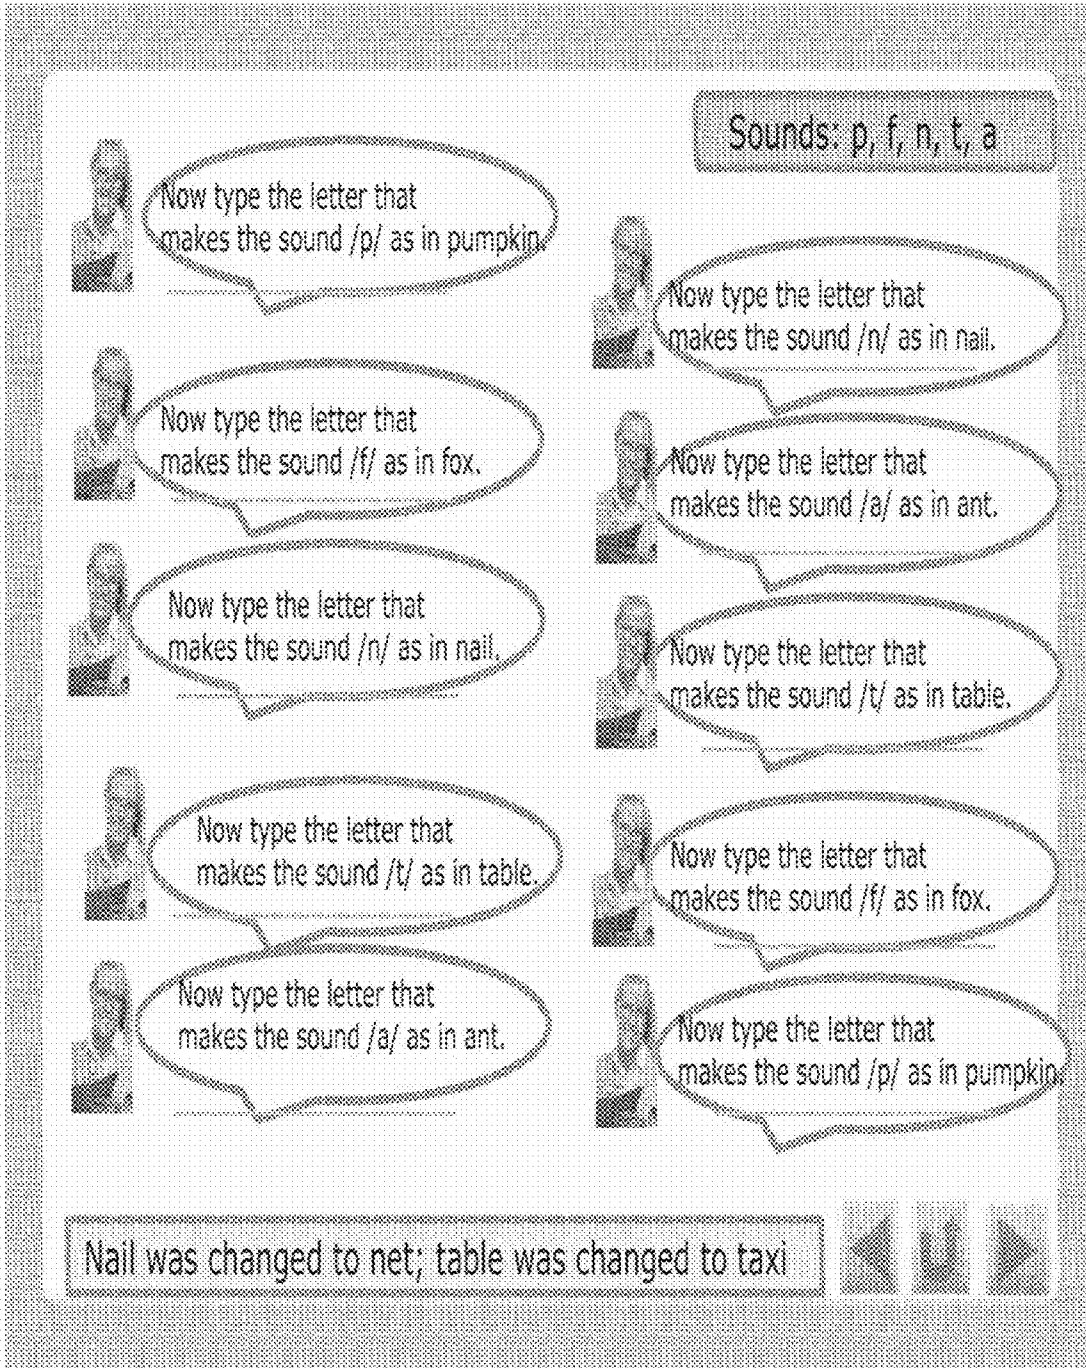 Sounds: p, f, n, t, a
Now type the letter that
makes the sound /p/ as in pumpkin.
Now type the letter that
makes the sound /f/ as in fox.
Now type the letter that
makes the sound /n/ as in nail.
Now type the letter that
makes the sound /t/ as in table.
Now type the letter that
makes the sound /a/ as in ant.
Now type the letter that
makes the sound /n/ as in nail.
Now type the letter that
makes the sound /a/ as in ant.
Now type the letter that
makes the sound /t/ as in table.
Now type the letter that
makes the sound /f/ as in fox.
Now type the letter that
makes the sound /p/ as in pumpkin.
Nail was changed to net; table was changed to taxi